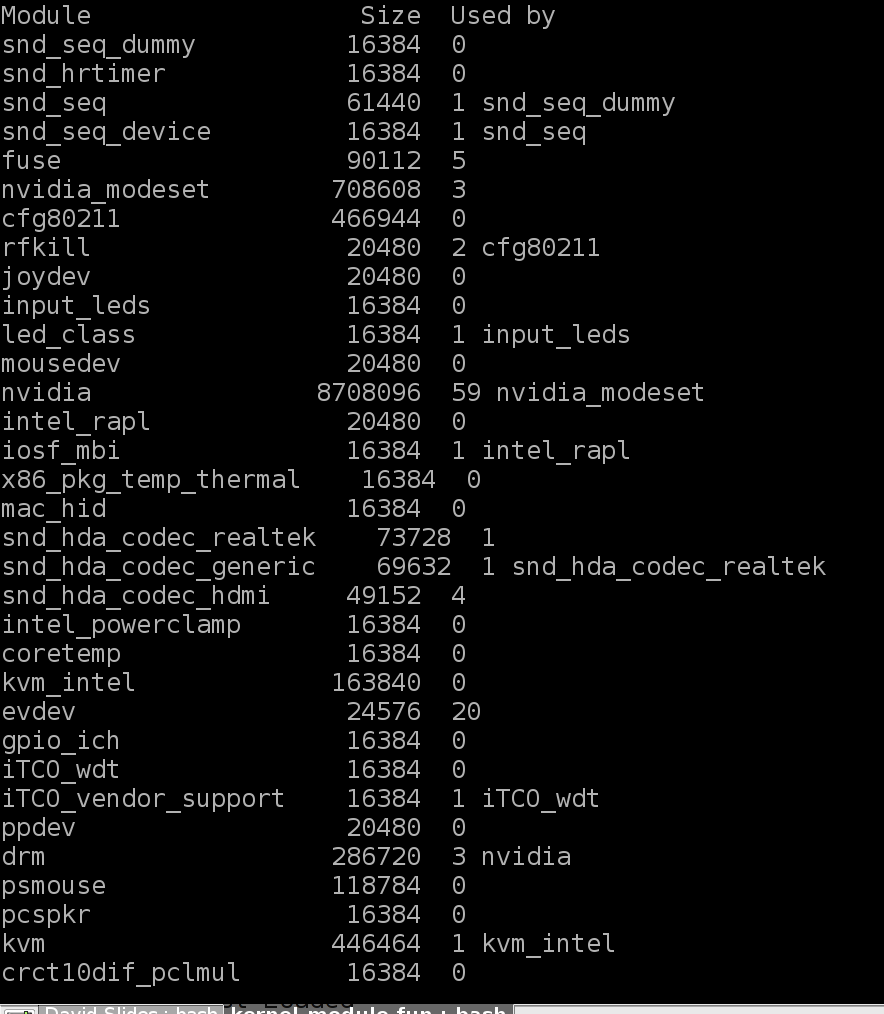 Module                  Size  Used by
snd_seq_dummy          16384  0
snd_hrtimer            16384  0
snd_seq                61440  1 snd_seq_dummy
snd_seq_device         16384  1 snd_seq
fuse                   90112  5
nvidia_modeset        708608  3
cfg80211              466944  0
rfkill                 20480  2 cfg80211
joydev                 20480  0
input_leds             16384  0
led_class              16384  1 input_leds
mousedev               20480  0
nvidia               8708096  59 nvidia_modeset
intel_rapl             20480  0
iosf_mbi               16384  1 intel_rapl
x86_pkg_temp_thermal    16384  0
mac_hid                16384  0
snd_hda_codec_realtek    73728  1
snd_hda_codec_generic    69632  1 snd_hda_codec_realtek
snd_hda_codec_hdmi     49152  4
intel_powerclamp       16384  0
coretemp               16384  0
kvm_intel             163840  0
evdev                  24576  20
gpio_ich               16384  0
iTCO_wdt               16384  0
iTCO_vendor_support    16384  1 iTCO_wdt
ppdev                  20480  0
drm                   286720  3 nvidia
psmouse               118784  0
pcspkr                 16384  0
kvm                   446464  1 kvm_intel
crct10dif_pclmul       16384  0
David Slides : bash kernel-module-fun : bash